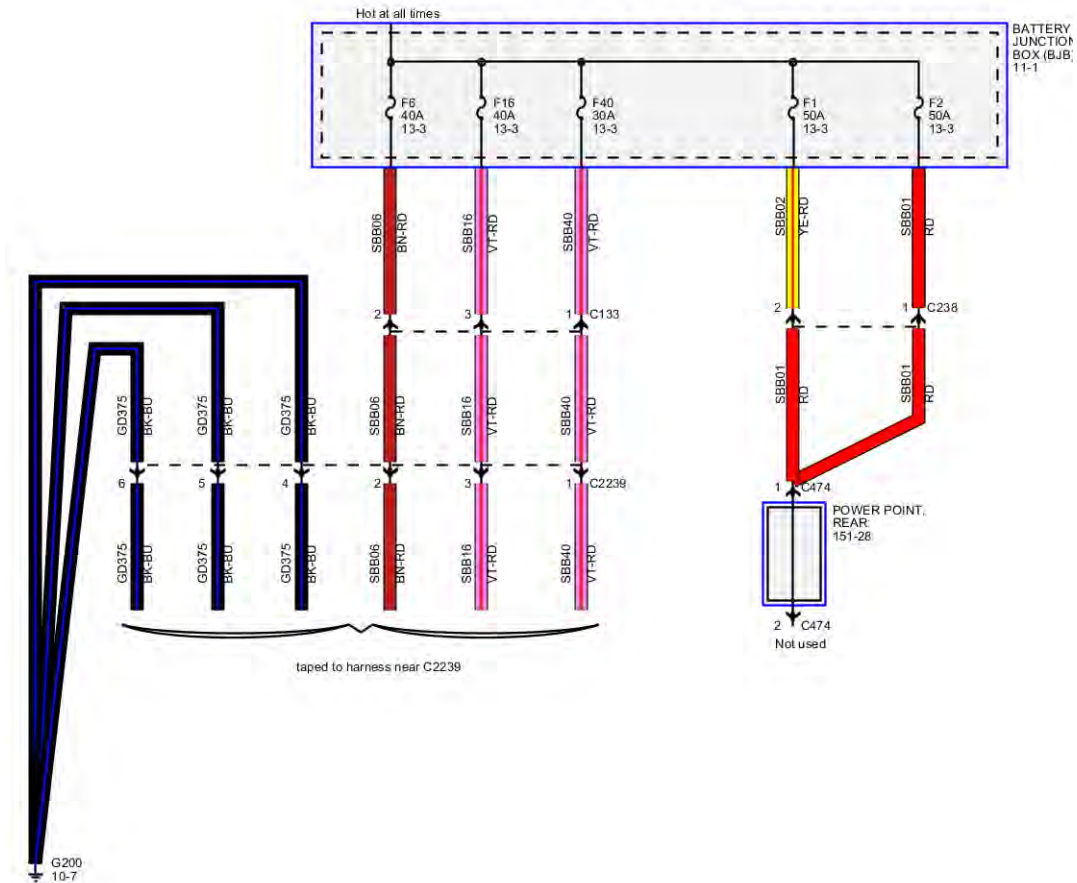 Hot at all times
BATTERY
JUNCTION
BOX (BJB)
11-1
F6
40A
13-3
F16
40A
13-3
F40
30A
13-3
F1
50A
13-3
F2
50A
13-3
SBB06
BN-RD
SBB16
VT-RD
SBB40
VT-RD
SBB02
YE-RD
SBB01
RD
2
3
1
C133
2
1
C238
GD375
BK-BU
GD375
BK-BU
GD375
BK-BU
SBB06
BN-RD
SBB16
VT-RD
SBB40
VT-RD
SBB01
RD
SBB01
RD
6
5
4
2
3
1
C2239
1
C474
GD375
BK-BU
GD375
BK-BU
GD375
BK-BU
SBB06
BN-RD
SBB16
VT-RD
SBB40
VT-RD
POWER POINT,
REAR
151-28
2
C474
Not used
taped to harness near C2239
G200
10-7